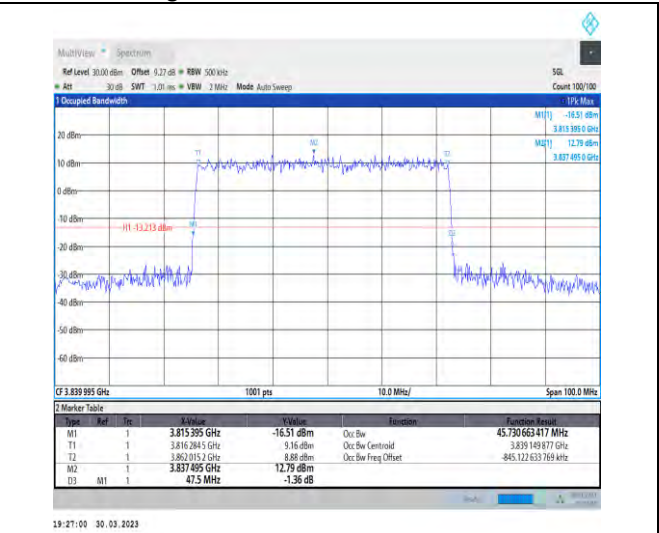 MultiView Spectrum
Ref Level 30.00 dBm Offset 9.27 dB RBW 500 kHz SGL
Att 30 dB SWT 1.01 ms VBW 2 MHz Mode Auto Sweep Count 100/100
1 Occupied Bandwidth 1Pk Max
M1[1] -16.51 dBm
3.815 395 0 GHz
M2[1] 12.79 dBm
3.837 495 0 GHz
20 dBm
M2
T1
10 dBm
0 dBm
-10 dBm
H1 -13.213 dBm
M1
-20 dBm
-30 dBm
-40 dBm
-50 dBm
-60 dBm
CF 3.839 995 GHz 1001 pts 10.0 MHz/ Span 100.0 MHz
2 Marker Table
Type Ref Trc X-Value Y-Value Function Function Result
M1 1 3.815 395 GHz -16.51 dBm Occ Bw 45.730 663 417 MHz
T1 1 3.816 284 5 GHz 9.16 dBm Occ Bw Centroid 3.839 149 877 GHz
T2 1 3.862 015 2 GHz 8.88 dBm Occ Bw Freq Offset -845.122 633 769 kHz
M2 1 3.837 495 GHz 12.79 dBm
D3 M1 1 47.5 MHz -1.36 dB
19:27:00 30.03.2023